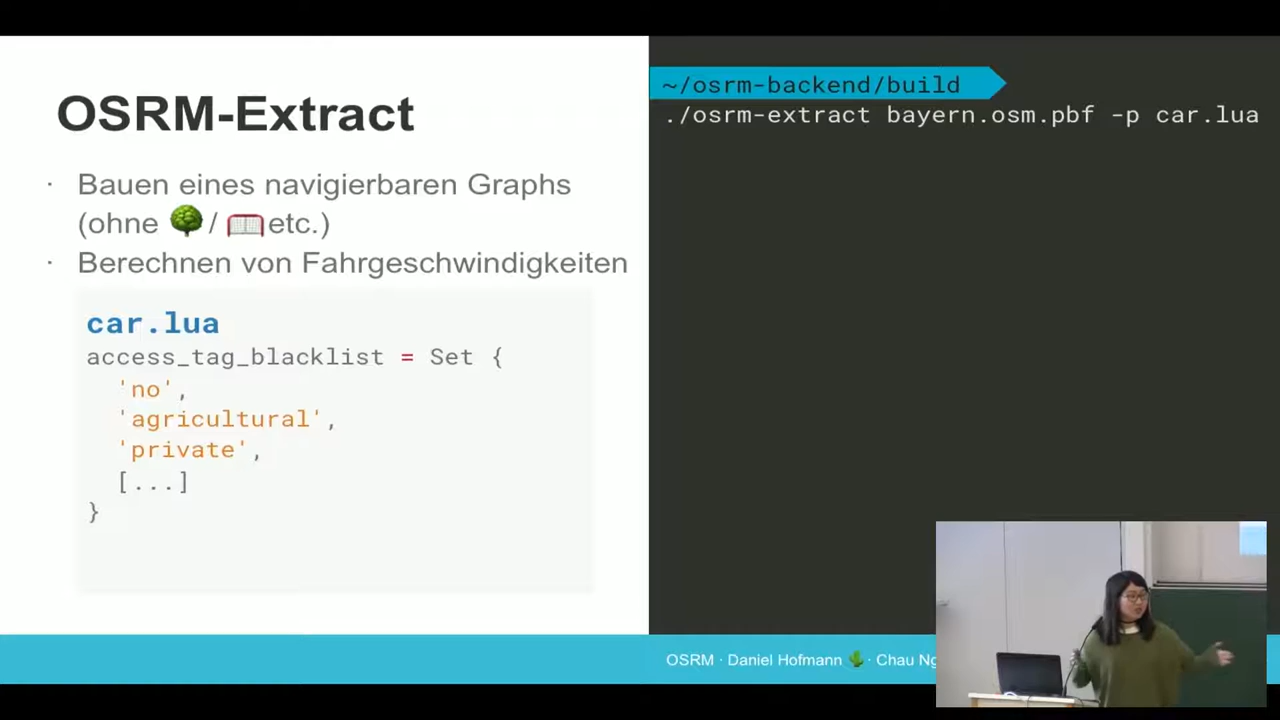 OSRM-Extract
· Bauen eines navigierbaren Graphs
(ohne 🌳 / 🥅 etc.)
· Berechnen von Fahrgeschwindigkeiten
car.lua
access_tag_blacklist = Set {
'no',
'agricultural',
'private',
[...]
}
~/osrm-backend/build
./osrm-extract bayern.osm.pbf -p car.lua
OSRM · Daniel Hofmann 🌵 · Chau